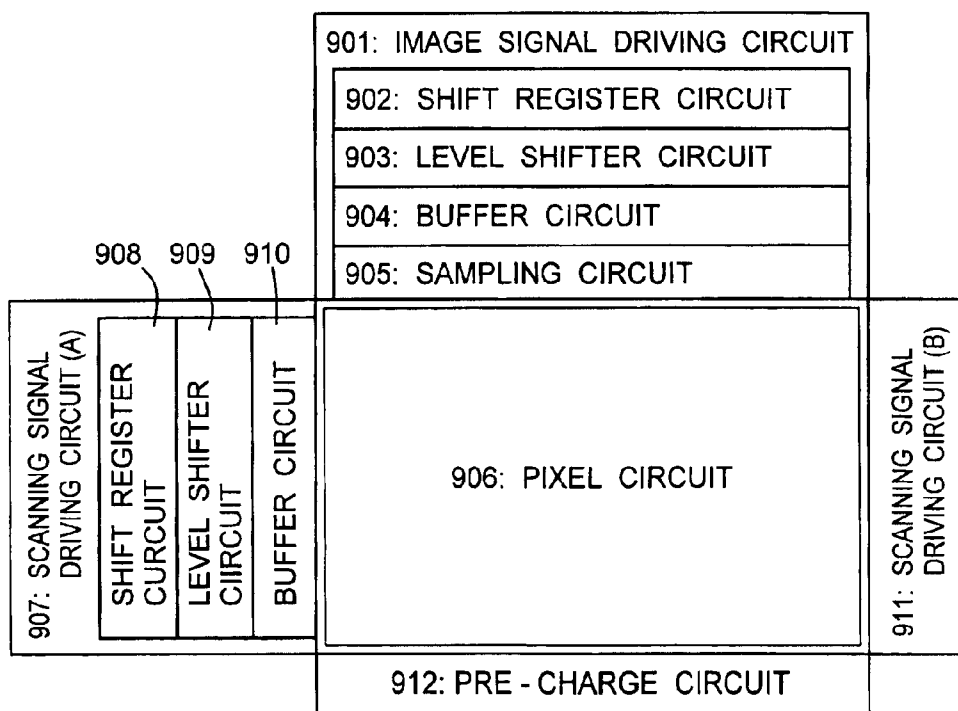 901: IMAGE SIGNAL DRIVING CIRCUIT
902: SHIFT REGISTER CIRCUIT
903: LEVEL SHIFTER CIRCUIT
904: BUFFER CIRCUIT
905: SAMPLING CIRCUIT
908 909 910
907: SCANNING SIGNAL
DRIVING CIRCUIT (A)
SHIFT REGISTER
CURCUIT
LEVEL SHIFTER
CIIRCUIT
BUFFER CIRCUIT
906: PIXEL CIRCUIT
911: SCANNING SIGNAL
DRIVING CIRCUIT (B)
912: PRE - CHARGE CIRCUIT